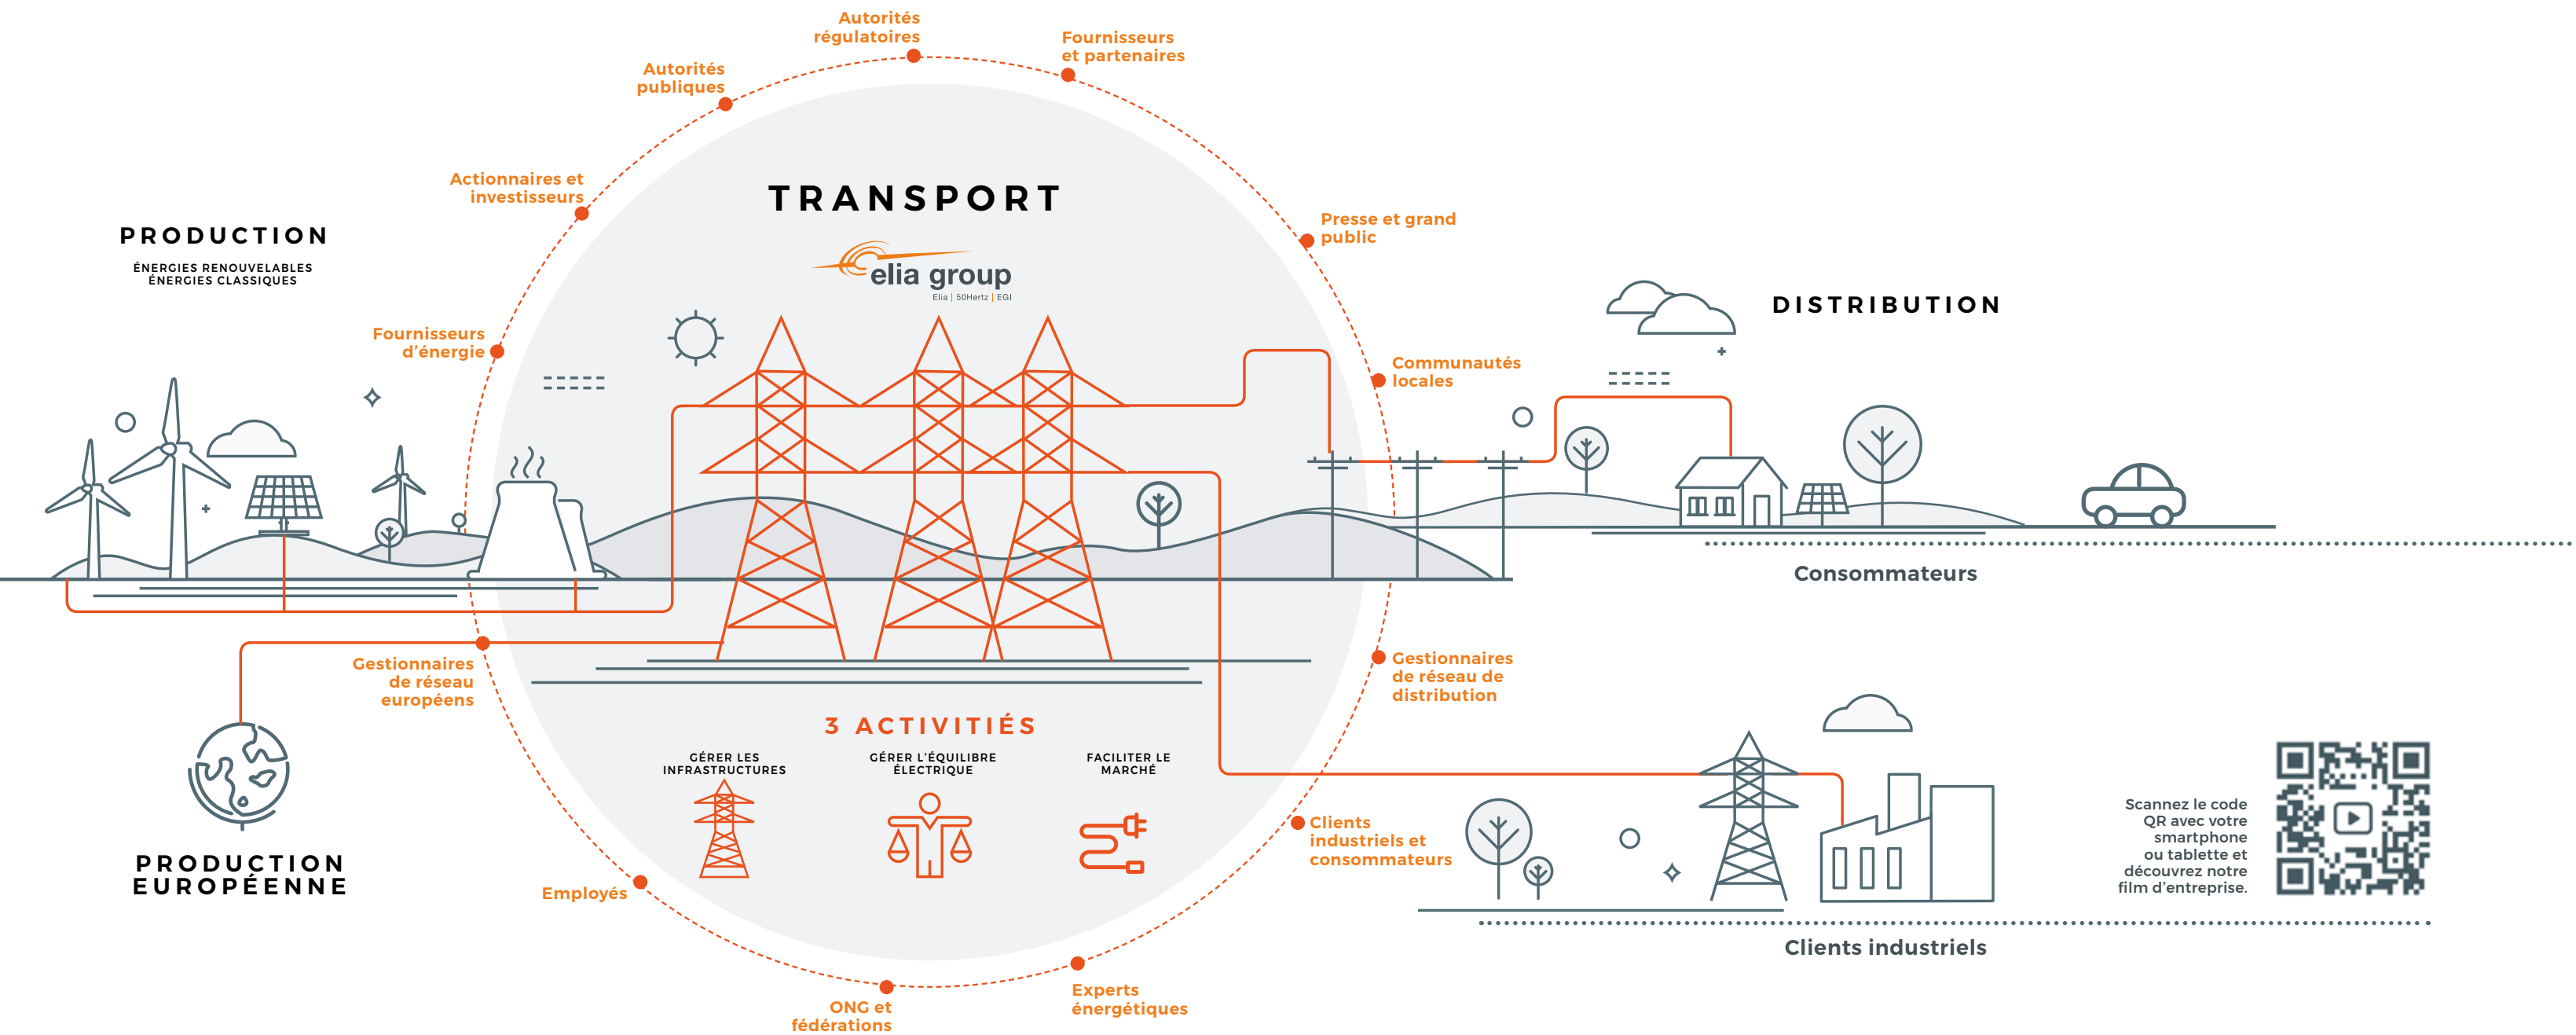 Autorités
régulatoires
Fournisseurs
et partenaires
Autorités
publiques
Actionnaires et
investisseurs
TRANSPORT
elia group
Elia | 50Hertz | EGI
Presse et grand
public
PRODUCTION
ÉNERGIES RENOUVELABLES
ÉNERGIES CLASSIQUES
DISTRIBUTION
Fournisseurs
d'énergie
Communautés
locales
Consommateurs
Gestionnaires
de réseau
européens
Gestionnaires
de réseau de
distribution
3 ACTIVITIÉS
GÉRER LES
INFRASTRUCTURES
GÉRER L'ÉQUILIBRE
ÉLECTRIQUE
FACILITER LE
MARCHÉ
PRODUCTION
EUROPÉENNE
Clients
industriels et
consommateurs
Scannez le code
QR avec votre
smartphone
ou tablette et
découvrez notre
film d'entreprise.
Employés
Clients industriels
Experts
énergétiques
ONG et
fédérations